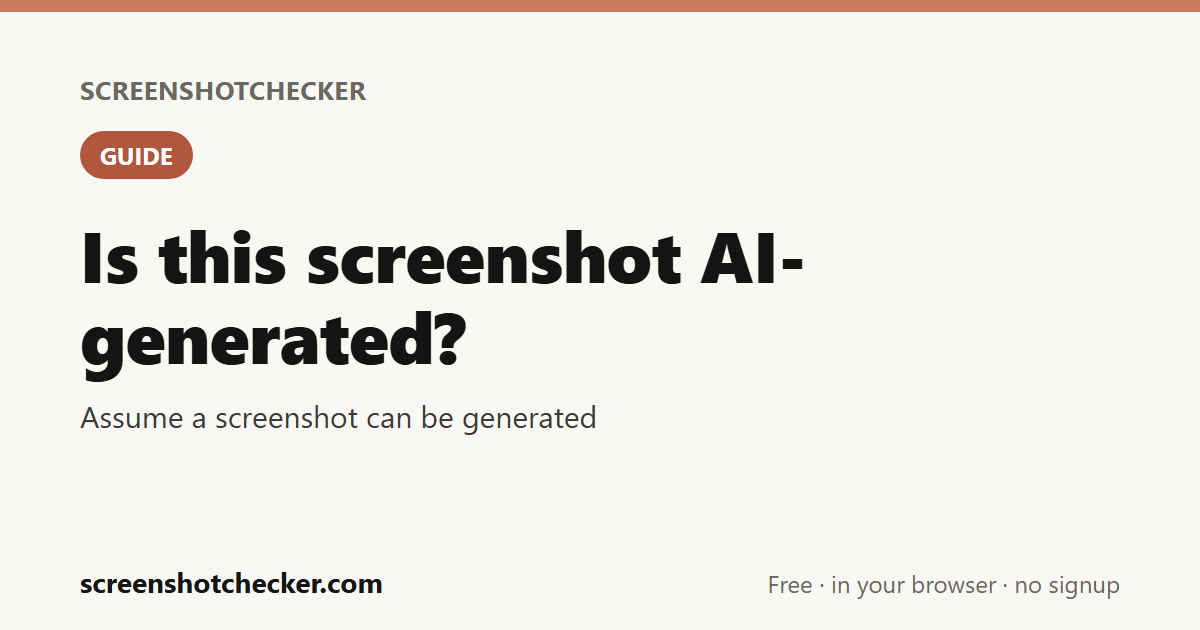 SCREENSHOTCHECKER
GUIDE
Is this screenshot AI-
generated?
Assume a screenshot can be generated
screenshotchecker.com
Free · in your browser · no signup